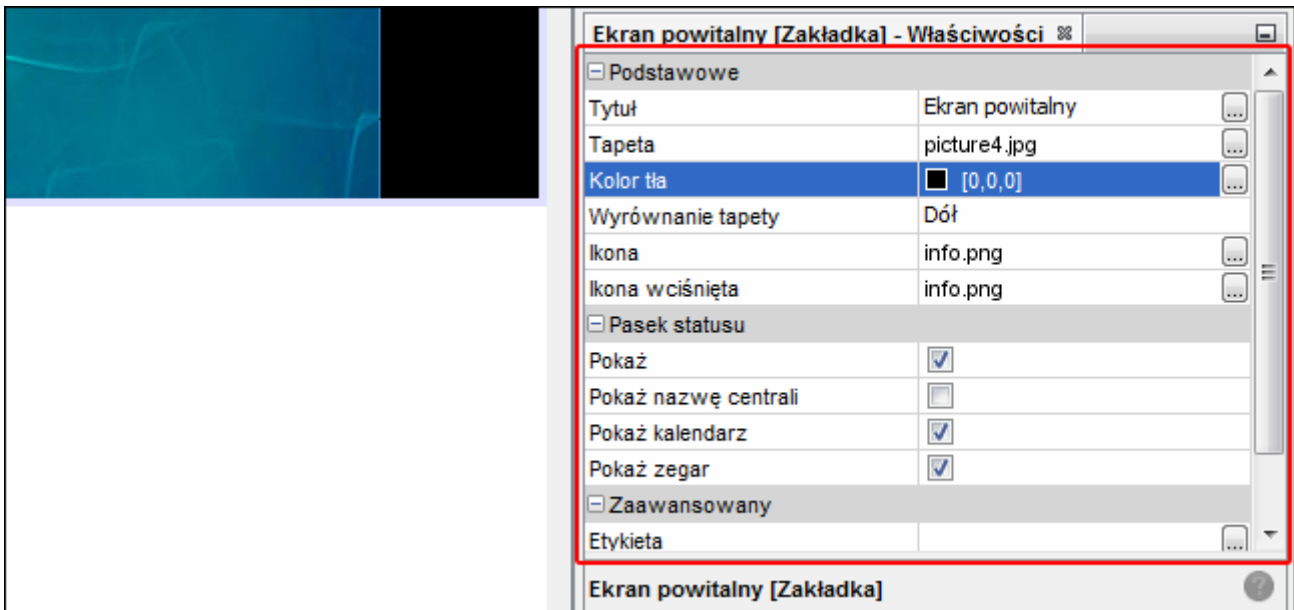 Ekran powitalny [Zakładka] - Właściwości
Podstawowe
Tytuł Ekran powitalny ...
Tapeta picture4.jpg ...
Kolor tła [0,0,0] ...
Wyrównanie tapety Dół
Ikona info.png ...
Ikona wciśnięta info.png ...
Pasek statusu
Pokaż
Pokaż nazwę centrali
Pokaż kalendarz
Pokaż zegar
Zaawansowany
Etykieta ...
Ekran powitalny [Zakładka] ?